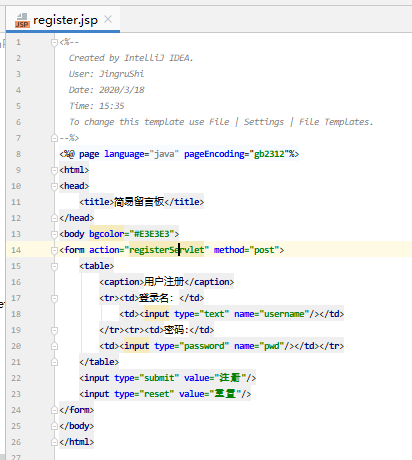 register.jsp
1 <%--
2 Created by IntelliJ IDEA.
3 User: JingruShi
4 Date: 2020/3/18
5 Time: 15:35
6 To change this template use File | Settings | File Templates.
7 --%>
8 <%@ page language="java" pageEncoding="gb2312"%>
9 <html>
10 <head>
11 <title>简易留言板</title>
12 </head>
13 <body bgcolor="#E3E3E3">
14 <form action="registerServlet" method="post">
15 <table>
16 <caption>用户注册</caption>
17 <tr><td>登录名：</td>
18 <td><input type="text" name="username"/></td>
19 </tr><tr><td>密码:</td>
20 <td><input type="password" name="pwd"/></td></tr>
21 </table>
22 <input type="submit" value="注册"/>
23 <input type="reset" value="重置"/>
24 </form>
25 </body>
26 </html>
27